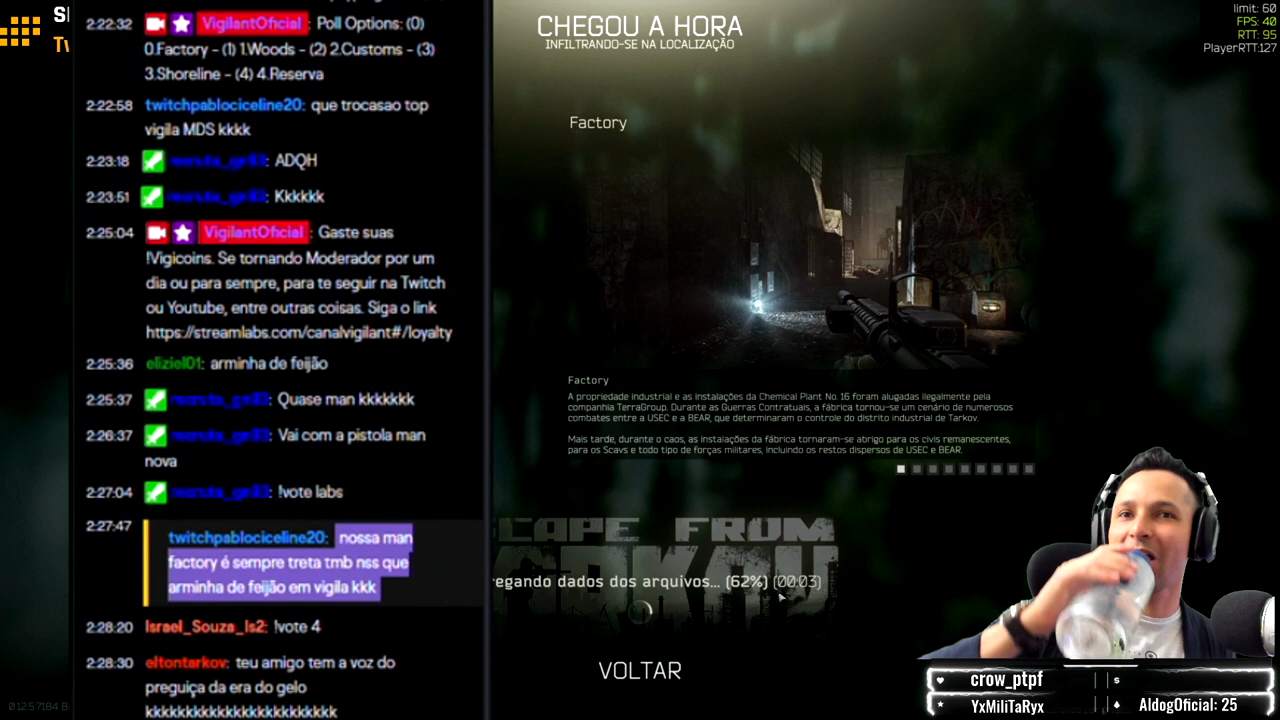 2:22:32 VigilantOficial : Poll Options: (0)
0.Factory - (1) 1.Woods - (2) 2.Customs - (3)
3.Shoreline - (4) 4.Reserva
2:22:58 twitchpablociceline20: que trocasao top
vigila MDS kkkk
2:23:18 : ADQH
2:23:51 : Kkkkkk
2:25:04 VigilantOficial : Gaste suas
!Vigicoins. Se tornando Moderador por um
dia ou para sempre, para te seguir na Twitch
ou Youtube, entre outras coisas. Siga o link
https://streamlabs.com/canalvigilant#/loyalty
2:25:36 eliziel01: arminha de feijão
2:25:37 : Quase man kkkkkkk
2:26:37 : Vai com a pistola man
nova
2:27:04 : !vote labs
2:27:47 twitchpablociceline20: nossa man
factory é sempre treta tmb nss que
arminha de feijão em vigila kkk
2:28:20 Israel_Souza_Is2: !vote 4
2:28:30 eltontarkov: teu amigo tem a voz do
preguiça da era do gelo
kkkkkkkkkkkkkkkkkkkkkkkk
CHEGOU A HORA
INFILTRANDO-SE NA LOCALIZAÇÃO
limit: 60
FPS: 40
RTT: 95
PlayerRTT:127
Factory
Factory
A propriedade industrial e as instalações da Chemical Plant No. 16 foram alugadas ilegalmente pela
companhia TerraGroup. Durante as Guerras Contratuais, a fábrica tornou-se um cenário de numerosos
combates entre a USEC e a BEAR, que determinaram o controle do distrito industrial de Tarkov.
Mais tarde, durante o caos, as instalações da fábrica tornaram-se abrigo para os civis remanescentes,
para os Scavs e todo tipo de forças militares, incluindo os restos dispersos de USEC e BEAR.
SCAPE FROM
ARKOV
regando dados dos arquivos... (62%) (00:03)
VOLTAR
crow_ptpf
$
YxMiliTaRyx
AldogOficial: 25